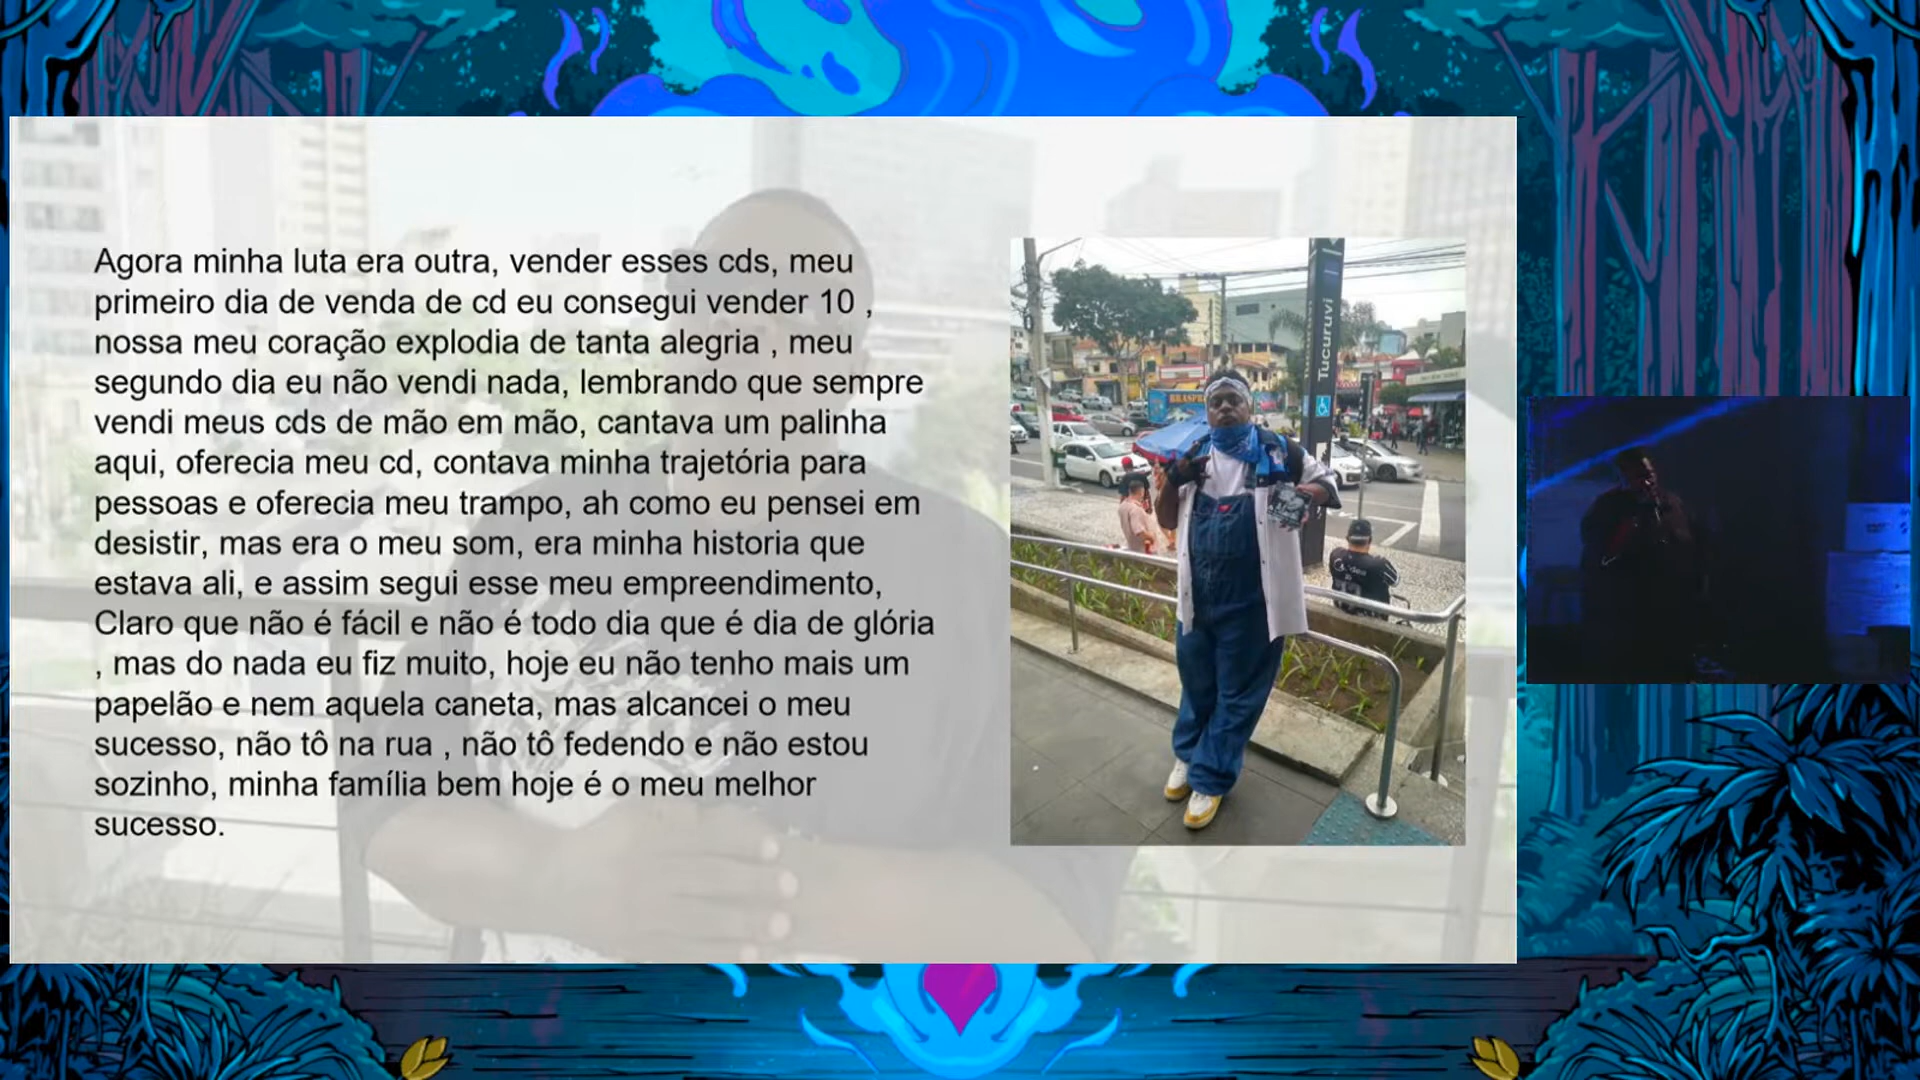 Agora minha luta era outra, vender esses cds, meu
primeiro dia de venda de cd eu consegui vender 10 ,
nossa meu coração explodia de tanta alegria , meu
segundo dia eu não vendi nada, lembrando que sempre
vendi meus cds de mão em mão, cantava um palinha
aqui, oferecia meu cd, contava minha trajetória para
pessoas e oferecia meu trampo, ah como eu pensei em
desistir, mas era o meu som, era minha historia que
estava ali, e assim segui esse meu empreendimento,
Claro que não é fácil e não é todo dia que é dia de glória
, mas do nada eu fiz muito, hoje eu não tenho mais um
papelão e nem aquela caneta, mas alcancei o meu
sucesso, não tô na rua , não tô fedendo e não estou
sozinho, minha família bem hoje é o meu melhor
sucesso.
Tucuruvi